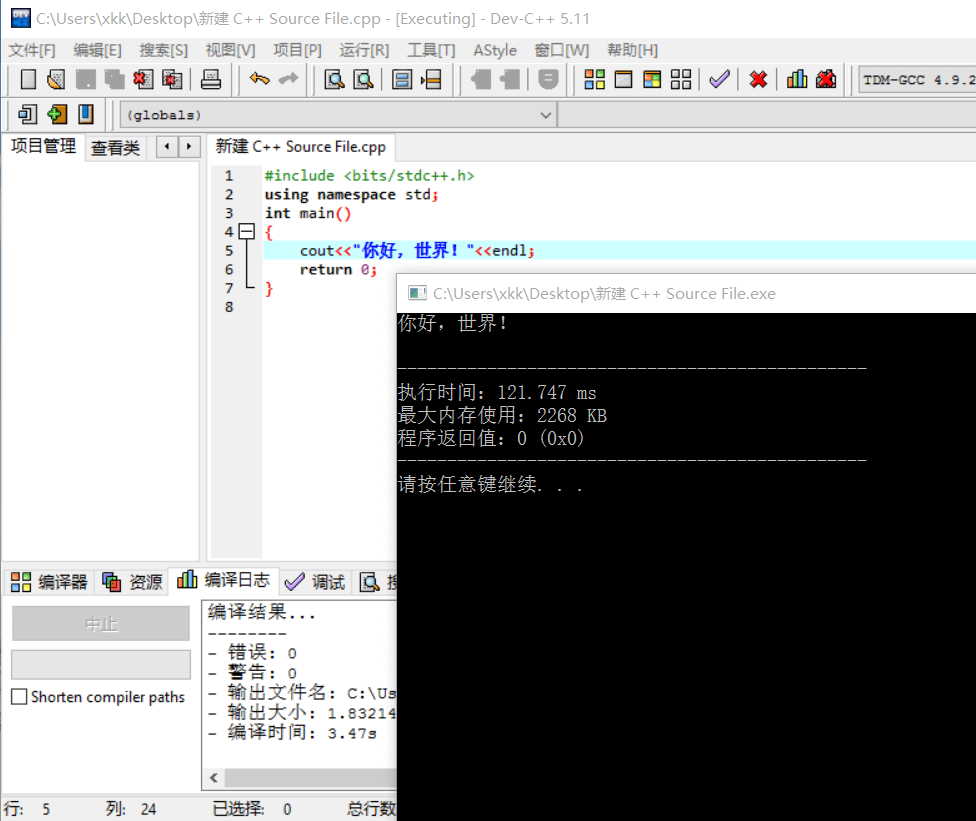 C:\Users\xkk\Desktop\新建 C++ Source File.cpp - [Executing] - Dev-C++ 5.11
文件[F] 编辑[E] 搜索[S] 视图[V] 项目[P] 运行[R] 工具[T] AStyle 窗口[W] 帮助[H]
TDM-GCC 4.9.2
(globals)
项目管理 查看类 新建 C++ Source File.cpp
1 #include <bits/stdc++.h>
2 using namespace std;
3 int main()
4 {
5 cout<<"你好，世界！"<<endl;
6 return 0;
7 }
8
C:\Users\xkk\Desktop\新建 C++ Source File.exe
你好，世界！
--------------------------------
执行时间：121.747 ms
最大内存使用：2268 KB
程序返回值：0 (0x0)
--------------------------------
请按任意键继续. . .
编译器 资源 编译日志 调试
中止
Shorten compiler paths
编译结果...
--------
- 错误：0
- 警告：0
- 输出文件名：C:\Us
- 输出大小：1.83214
- 编译时间：3.47s
行: 5 列: 24 已选择: 0 总行数